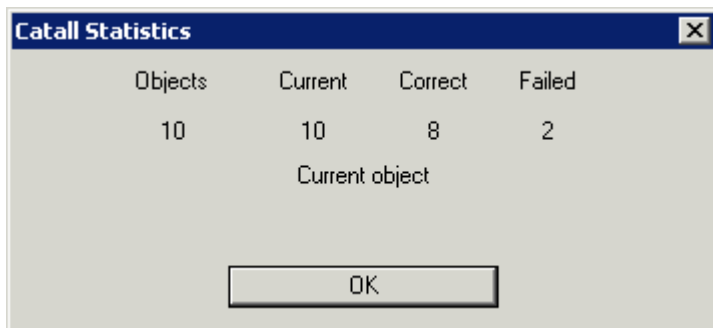 Catall Statistics
Objects Current Correct Failed
10 10 8 2
Current object
OK